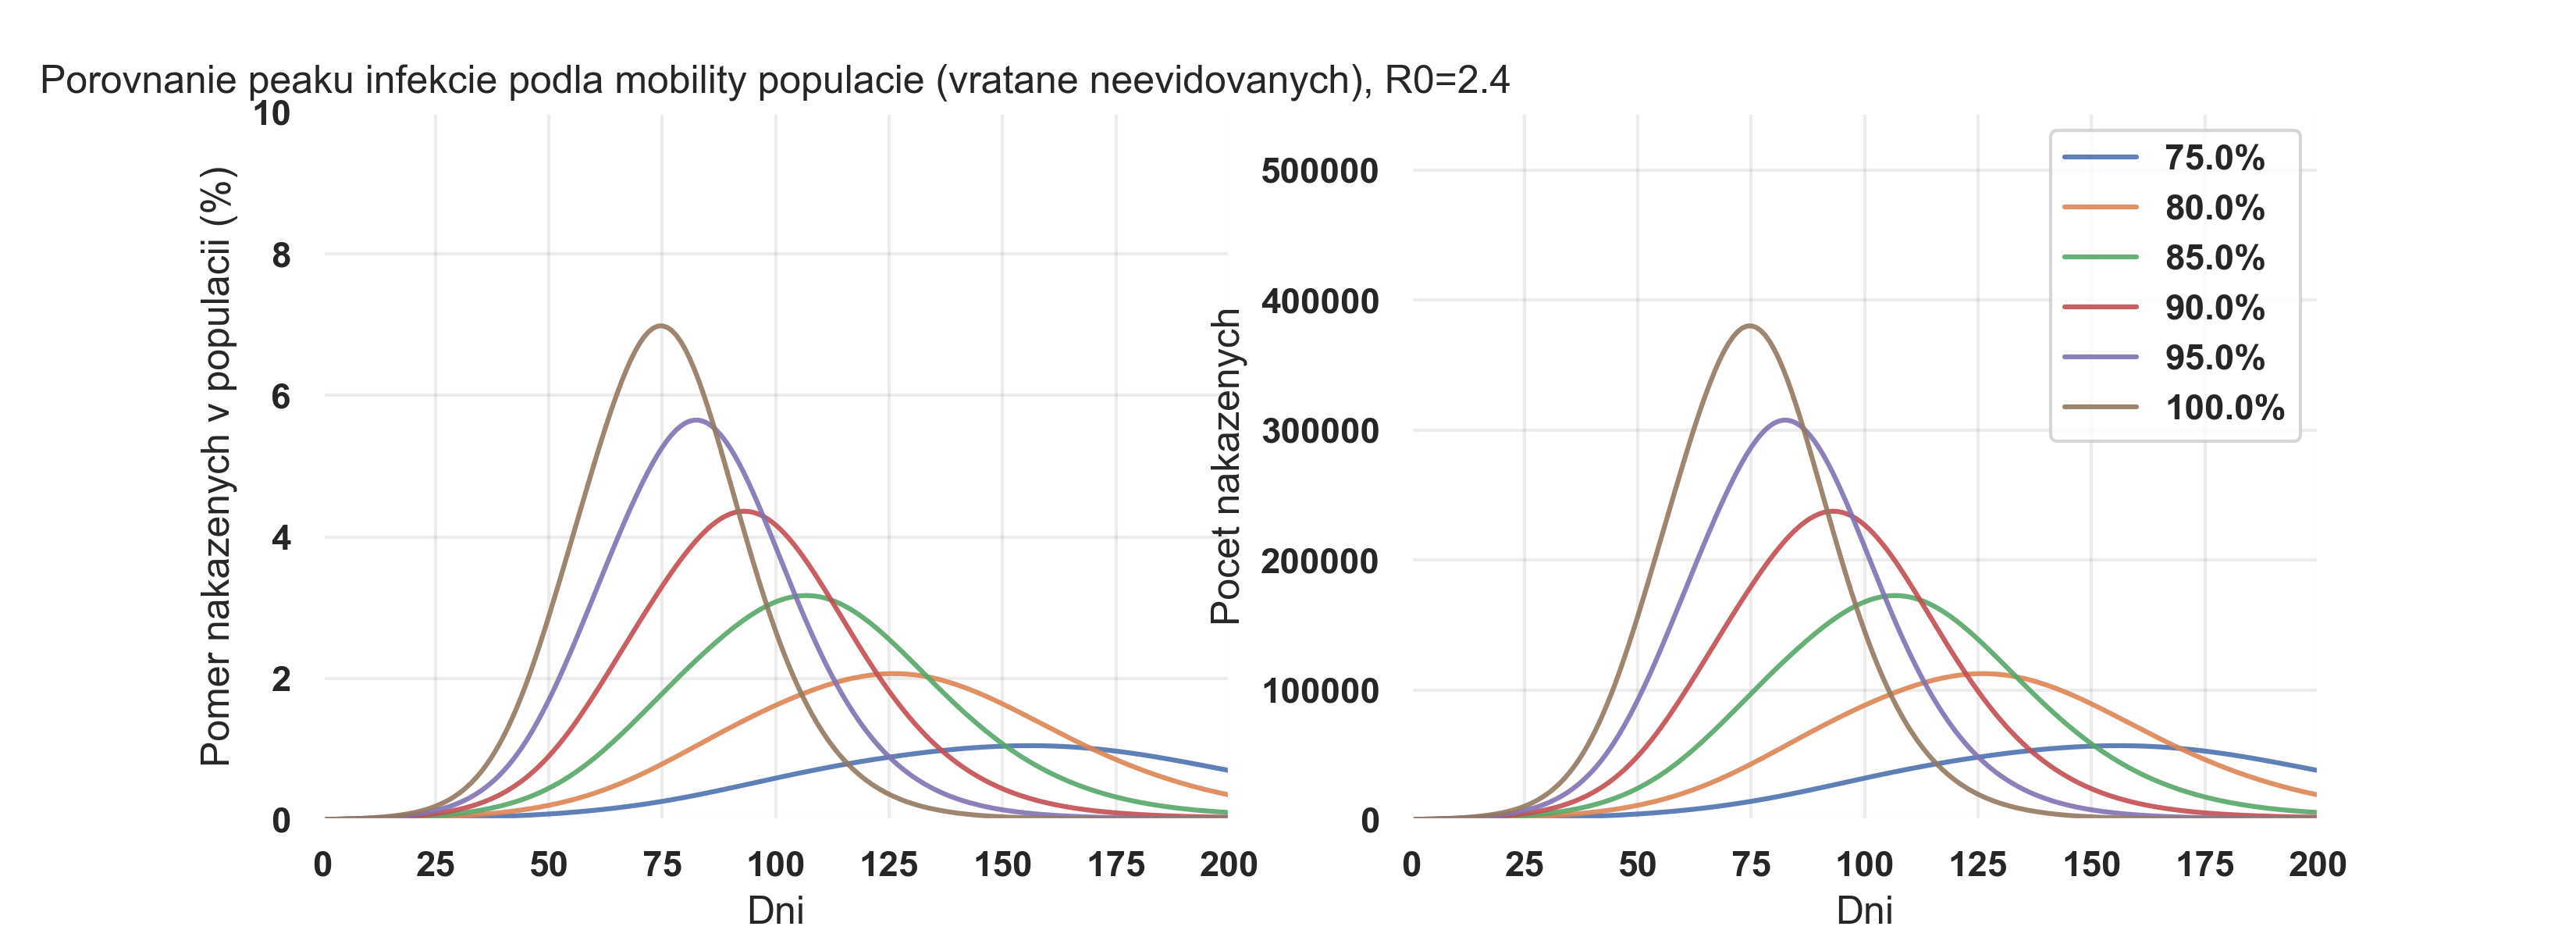 Porovnanie peaku infekcie podla mobility populacie (vratane neevidovanych), R0=2.4
Pomer nakazenych v populacii (%)
10
8
6
4
2
0
0 25 50 75 100 125 150 175 200
Dni
Pocet nakazenych
500000
400000
300000
200000
100000
0
0 25 50 75 100 125 150 175 200
Dni
75.0%
80.0%
85.0%
90.0%
95.0%
100.0%